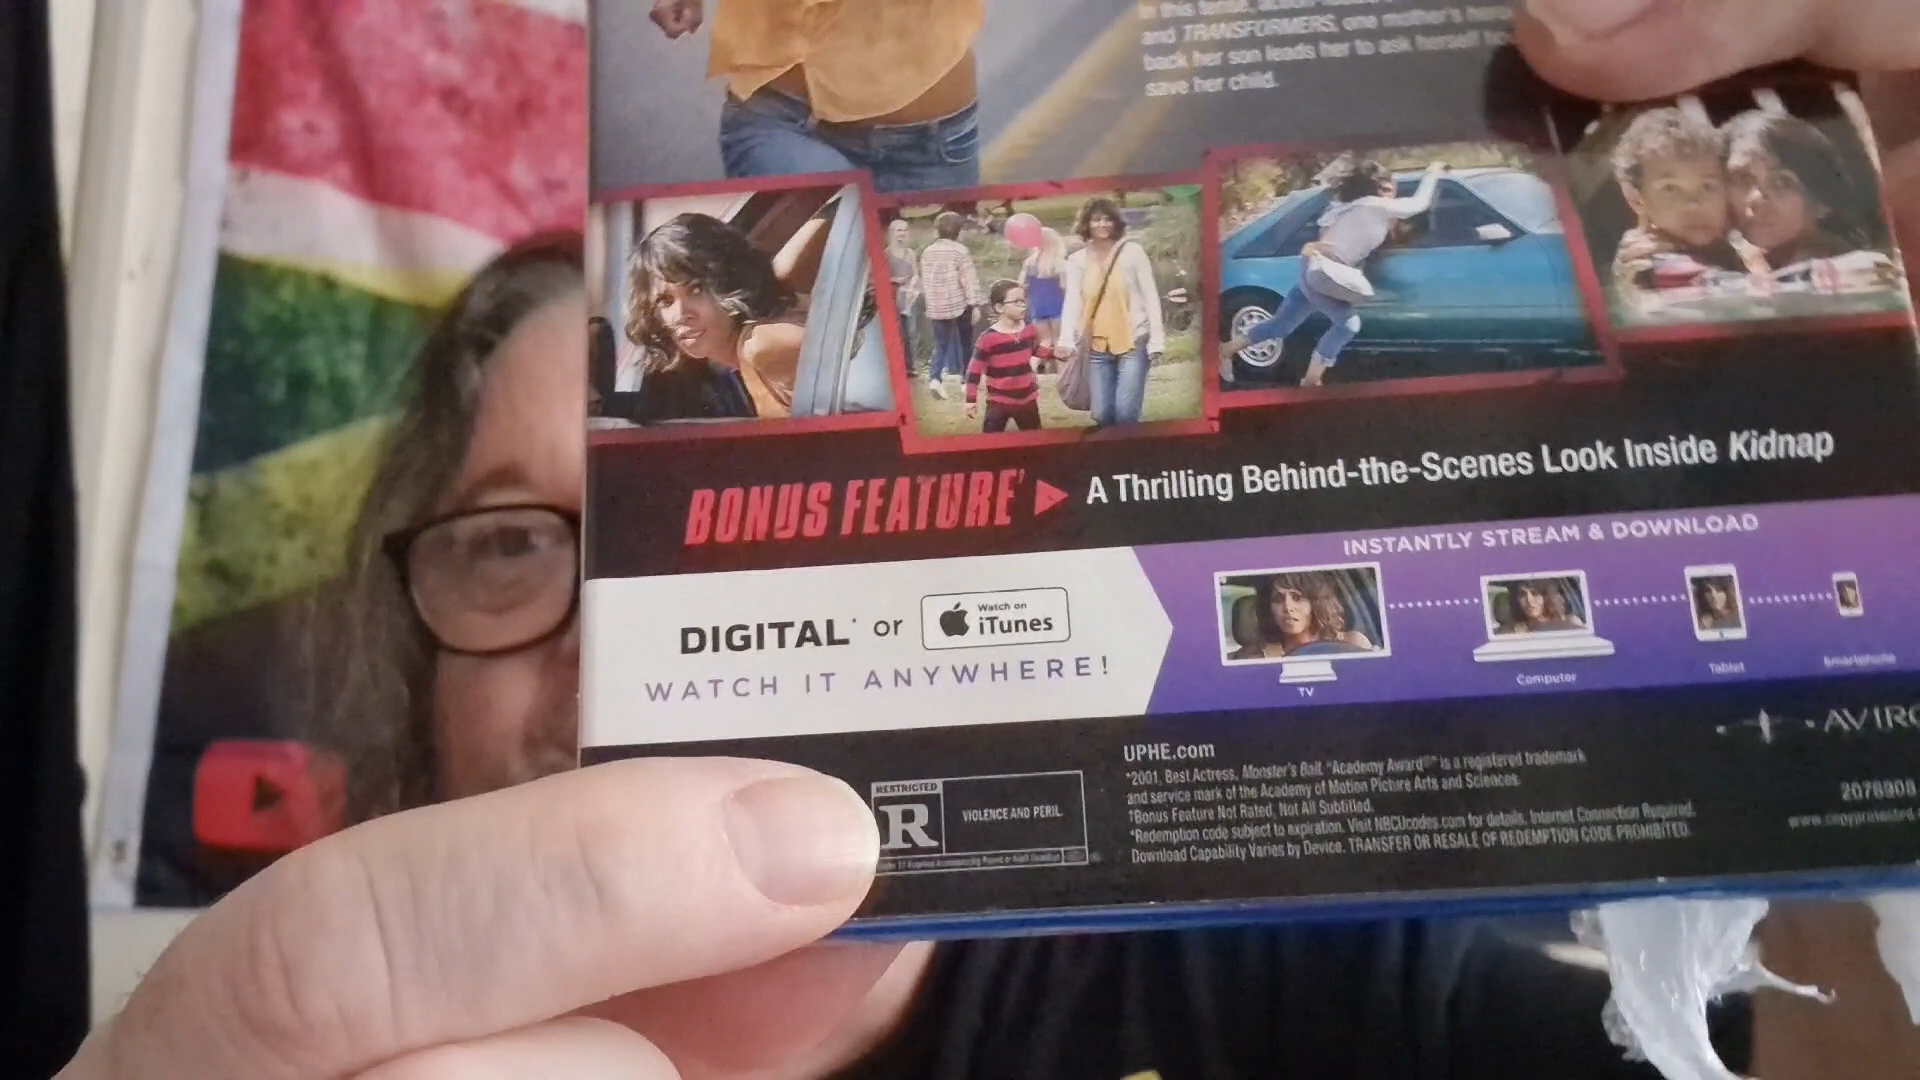 and TRANSFORMERS, one mother's
back her son leads her to ask herself
save her child.
BONUS FEATURE† ▶ A Thrilling Behind-the-Scenes Look Inside Kidnap
INSTANTLY STREAM & DOWNLOAD
DIGITAL* or Watch on iTunes
WATCH IT ANYWHERE!
TV
Computer
Tablet
Smartphone
AVIRO
UPHE.com
RESTRICTED
R
VIOLENCE AND PERIL
*2001, Best Actress, Monster's Ball. "Academy Award®" is a registered trademark
and service mark of the Academy of Motion Picture Arts and Sciences.
†Bonus Feature Not Rated, Not All Subtitled.
*Redemption code subject to expiration. Visit NBCUcodes.com for details. Internet Connection Required.
Download Capability Varies by Device. TRANSFER OR RESALE OF REDEMPTION CODE PROHIBITED.
2078908